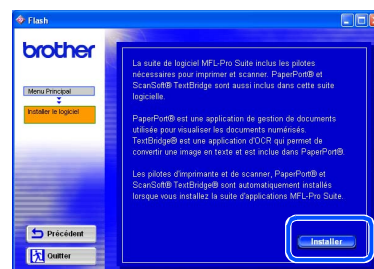 Flash
brother
Menu Principal
Installer le logiciel
La suite de logiciel MFL-Pro Suite inclus les pilotes
nécessaires pour imprimer et scanner. PaperPort® et
ScanSoft® TextBridge sont aussi inclus dans cette suite
logicielle.
PaperPort® est une application de gestion de documents
utilisée pour visualiser les documents numérisés.
TextBridge® est une application d'OCR qui permet de
convertir une image en texte et est incluse dans PaperPort®.
Les pilotes d'imprimante et de scanner, PaperPort® et
ScanSoft® TextBridge® sont automatiquement installés
lorsque vous installez la suite d'applications MFL-Pro Suite.
Précédent
Quitter
Installer